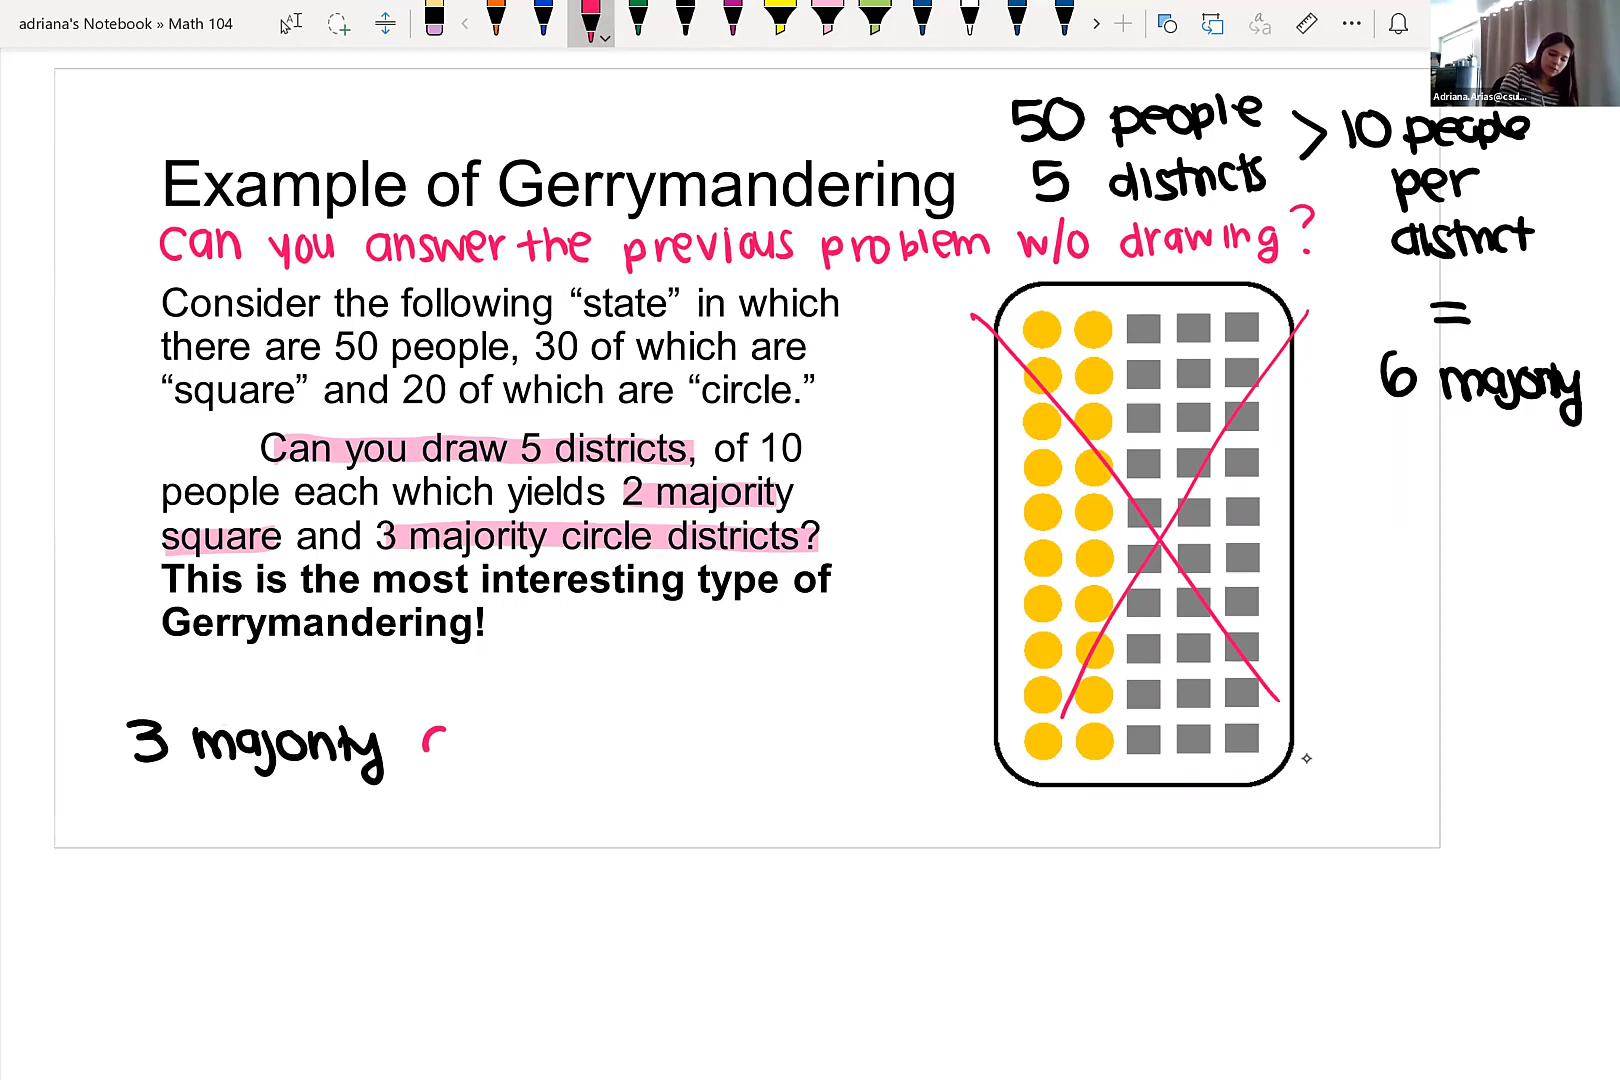 adriana's Notebook » Math 104
Adriana.Arias@csul...
50 people > 10 people
5 districts
per
district
=
6 majority
Example of Gerrymandering
Can you answer the previous problem w/o drawing?
Consider the following “state” in which
there are 50 people, 30 of which are
“square” and 20 of which are “circle.”
Can you draw 5 districts, of 10
people each which yields 2 majority
square and 3 majority circle districts?
This is the most interesting type of
Gerrymandering!
3 majority